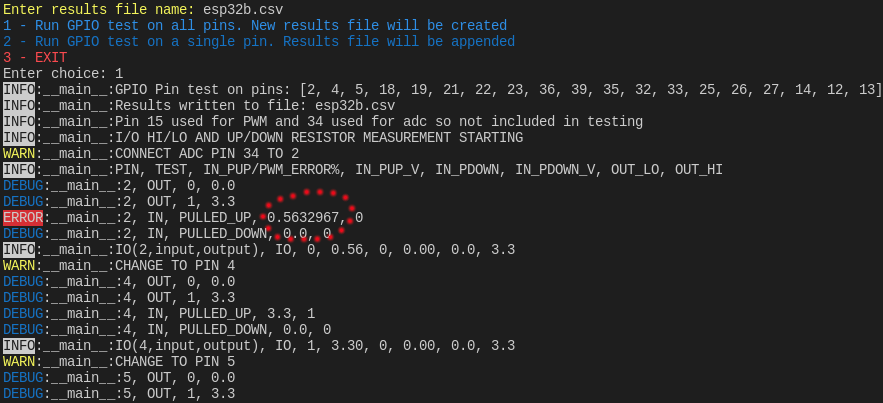 Enter results file name: esp32b.csv
1 - Run GPIO test on all pins. New results file will be created
2 - Run GPIO test on a single pin. Results file will be appended
3 - EXIT
Enter choice: 1
INFO:__main__:GPIO Pin test on pins: [2, 4, 5, 18, 19, 21, 22, 23, 36, 39, 35, 32, 33, 25, 26, 27, 14, 12, 13]
INFO:__main__:Results written to file: esp32b.csv
INFO:__main__:Pin 15 used for PWM and 34 used for adc so not included in testing
INFO:__main__:I/O HI/LO AND UP/DOWN RESISTOR MEASUREMENT STARTING
WARN:__main__:CONNECT ADC PIN 34 TO 2
INFO:__main__:PIN, TEST, IN_PUP/PWM_ERROR%, IN_PUP_V, IN_PDOWN, IN_PDOWN_V, OUT_LO, OUT_HI
DEBUG:__main__:2, OUT, 0, 0.0
DEBUG:__main__:2, OUT, 1, 3.3
ERROR:__main__:2, IN, PULLED_UP, 0.5632967, 0
DEBUG:__main__:2, IN, PULLED_DOWN, 0.0, 0
INFO:__main__:IO(2,input,output), IO, 0, 0.56, 0, 0.00, 0.0, 3.3
WARN:__main__:CHANGE TO PIN 4
DEBUG:__main__:4, OUT, 0, 0.0
DEBUG:__main__:4, OUT, 1, 3.3
DEBUG:__main__:4, IN, PULLED_UP, 3.3, 1
DEBUG:__main__:4, IN, PULLED_DOWN, 0.0, 0
INFO:__main__:IO(4,input,output), IO, 1, 3.30, 0, 0.00, 0.0, 3.3
WARN:__main__:CHANGE TO PIN 5
DEBUG:__main__:5, OUT, 0, 0.0
DEBUG:__main__:5, OUT, 1, 3.3